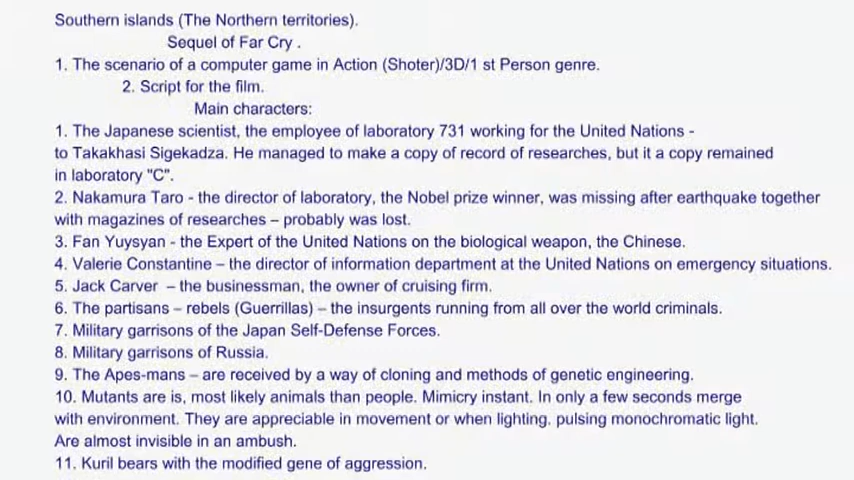 Southern islands (The Northern territories).
Sequel of Far Cry .
1. The scenario of a computer game in Action (Shoter)/3D/1 st Person genre.
2. Script for the film.
Main characters:
1. The Japanese scientist, the employee of laboratory 731 working for the United Nations -
to Takakhasi Sigekadza. He managed to make a copy of record of researches, but it a copy remained
in laboratory "C".
2. Nakamura Taro - the director of laboratory, the Nobel prize winner, was missing after earthquake together
with magazines of researches – probably was lost.
3. Fan Yuysyan - the Expert of the United Nations on the biological weapon, the Chinese.
4. Valerie Constantine – the director of information department at the United Nations on emergency situations.
5. Jack Carver  – the businessman, the owner of cruising firm.
6. The partisans – rebels (Guerrillas) – the insurgents running from all over the world criminals.
7. Military garrisons of the Japan Self-Defense Forces.
8. Military garrisons of Russia.
9. The Apes-mans – are received by a way of cloning and methods of genetic engineering.
10. Mutants are is, most likely animals than people. Mimicry instant. In only a few seconds merge
with environment. They are appreciable in movement or when lighting. pulsing monochromatic light.
Are almost invisible in an ambush.
11. Kuril bears with the modified gene of aggression.